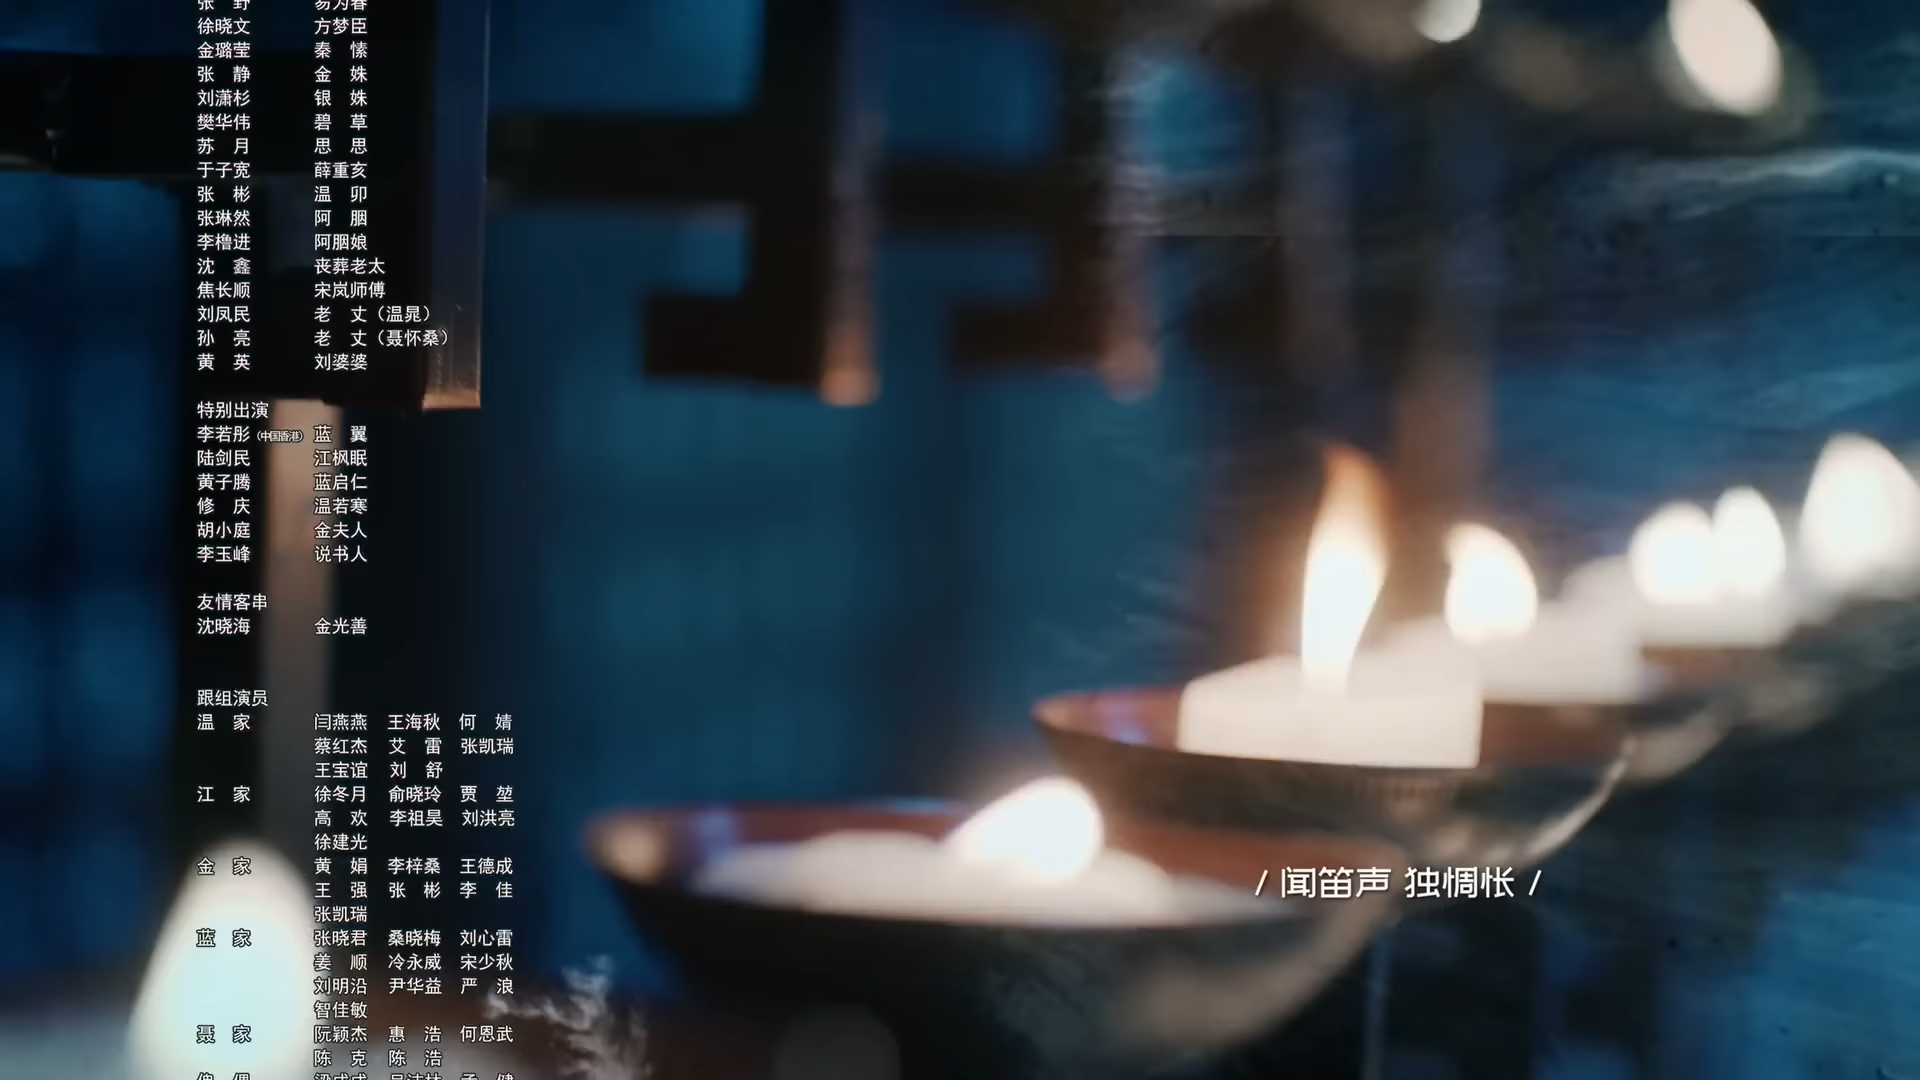 张 野 易为春
徐晓文 方梦臣
金璐莹 秦 愫
张 静 金 姝
刘潇杉 银 姝
樊华伟 碧 草
苏 月 思 思
于子宽 薛重亥
张 彬 温 卯
张琳然 阿 胭
李橹进 阿胭娘
沈 鑫 丧葬老太
焦长顺 宋岚师傅
刘凤民 老 丈（温晁）
孙 亮 老 丈（聂怀桑）
黄 英 刘婆婆
特别出演
李若彤（中国香港） 蓝 翼
陆剑民 江枫眠
黄子腾 蓝启仁
修 庆 温若寒
胡小庭 金夫人
李玉峰 说书人
友情客串
沈晓海 金光善
跟组演员
温 家 闫燕燕 王海秋 何 婧
蔡红杰 艾 雷 张凯瑞
王宝谊 刘 舒
江 家 徐冬月 俞晓玲 贾 堃
高 欢 李祖昊 刘洪亮
徐建光
金 家 黄 娟 李梓桑 王德成
王 强 张 彬 李 佳
张凯瑞
蓝 家 张晓君 桑晓梅 刘心雷
姜 顺 冷永威 宋少秋
刘明沿 尹华益 严 浪
智佳敏
聂 家 阮颖杰 惠 浩 何恩武
陈 克 陈 浩
/ 闻笛声 独惆怅 /